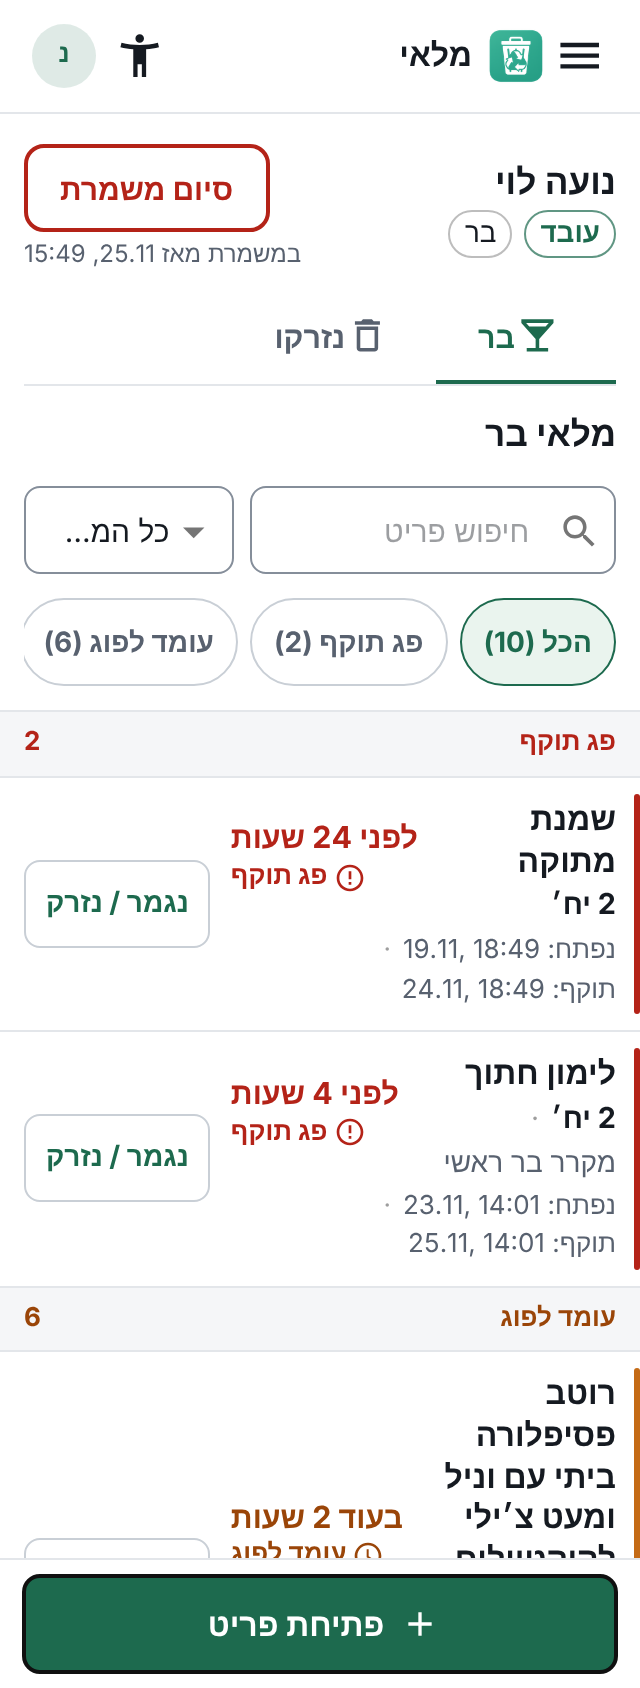 מלאי
נ
נועה לוי
סיום משמרת
עובד
בר
במשמרת מאז 25.11, 15:49
בר
נזרקו
מלאי בר
חיפוש פריט
כל המ...
הכל (10)
פג תוקף (2)
עומד לפוג (6)
פג תוקף
2
שמנת
מתוקה
2 יח׳
נפתח: 19.11, 18:49 ·
תוקף: 24.11, 18:49
לפני 24 שעות
פג תוקף
נגמר / נזרק
לימון חתוך
2 יח׳ ·
מקרר בר ראשי
נפתח: 23.11, 14:01 ·
תוקף: 25.11, 14:01
לפני 4 שעות
פג תוקף
נגמר / נזרק
עומד לפוג
6
רוטב
פסיפלורה
ביתי עם וניל
ומעט צ׳ילי
לקוקטיילים
בעוד 2 שעות
עומד לפוג
+ פתיחת פריט